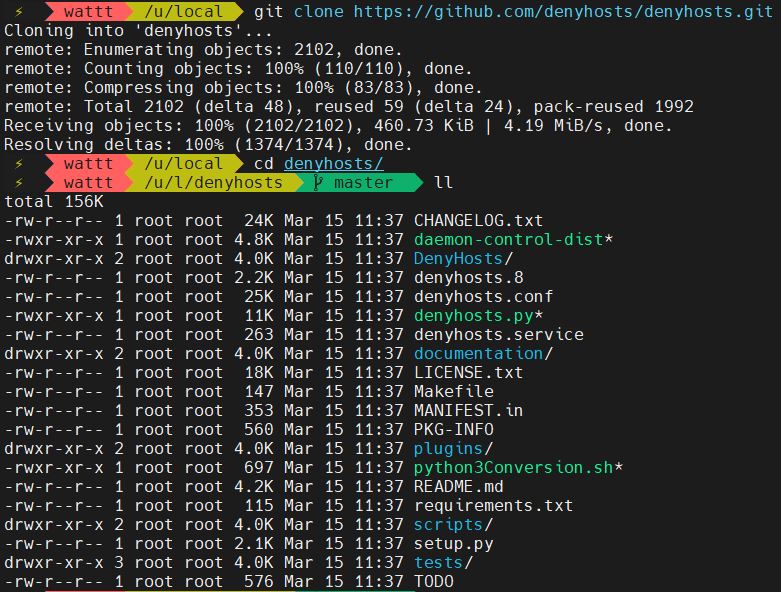 ⚡ wattt /u/local git clone https://github.com/denyhosts/denyhosts.git
Cloning into 'denyhosts'...
remote: Enumerating objects: 2102, done.
remote: Counting objects: 100% (110/110), done.
remote: Compressing objects: 100% (83/83), done.
remote: Total 2102 (delta 48), reused 59 (delta 24), pack-reused 1992
Receiving objects: 100% (2102/2102), 460.73 KiB | 4.19 MiB/s, done.
Resolving deltas: 100% (1374/1374), done.
⚡ wattt /u/local cd denyhosts/
⚡ wattt /u/l/denyhosts master ll
total 156K
-rw-r--r-- 1 root root  24K Mar 15 11:37 CHANGELOG.txt
-rwxr-xr-x 1 root root 4.8K Mar 15 11:37 daemon-control-dist*
drwxr-xr-x 2 root root 4.0K Mar 15 11:37 DenyHosts/
-rw-r--r-- 1 root root 2.2K Mar 15 11:37 denyhosts.8
-rw-r--r-- 1 root root  25K Mar 15 11:37 denyhosts.conf
-rwxr-xr-x 1 root root  11K Mar 15 11:37 denyhosts.py*
-rw-r--r-- 1 root root  263 Mar 15 11:37 denyhosts.service
drwxr-xr-x 2 root root 4.0K Mar 15 11:37 documentation/
-rw-r--r-- 1 root root  18K Mar 15 11:37 LICENSE.txt
-rw-r--r-- 1 root root  147 Mar 15 11:37 Makefile
-rw-r--r-- 1 root root  353 Mar 15 11:37 MANIFEST.in
-rw-r--r-- 1 root root  560 Mar 15 11:37 PKG-INFO
drwxr-xr-x 2 root root 4.0K Mar 15 11:37 plugins/
-rwxr-xr-x 1 root root  697 Mar 15 11:37 python3Conversion.sh*
-rw-r--r-- 1 root root 4.2K Mar 15 11:37 README.md
-rw-r--r-- 1 root root  115 Mar 15 11:37 requirements.txt
drwxr-xr-x 2 root root 4.0K Mar 15 11:37 scripts/
-rw-r--r-- 1 root root 2.1K Mar 15 11:37 setup.py
drwxr-xr-x 3 root root 4.0K Mar 15 11:37 tests/
-rw-r--r-- 1 root root  576 Mar 15 11:37 TODO